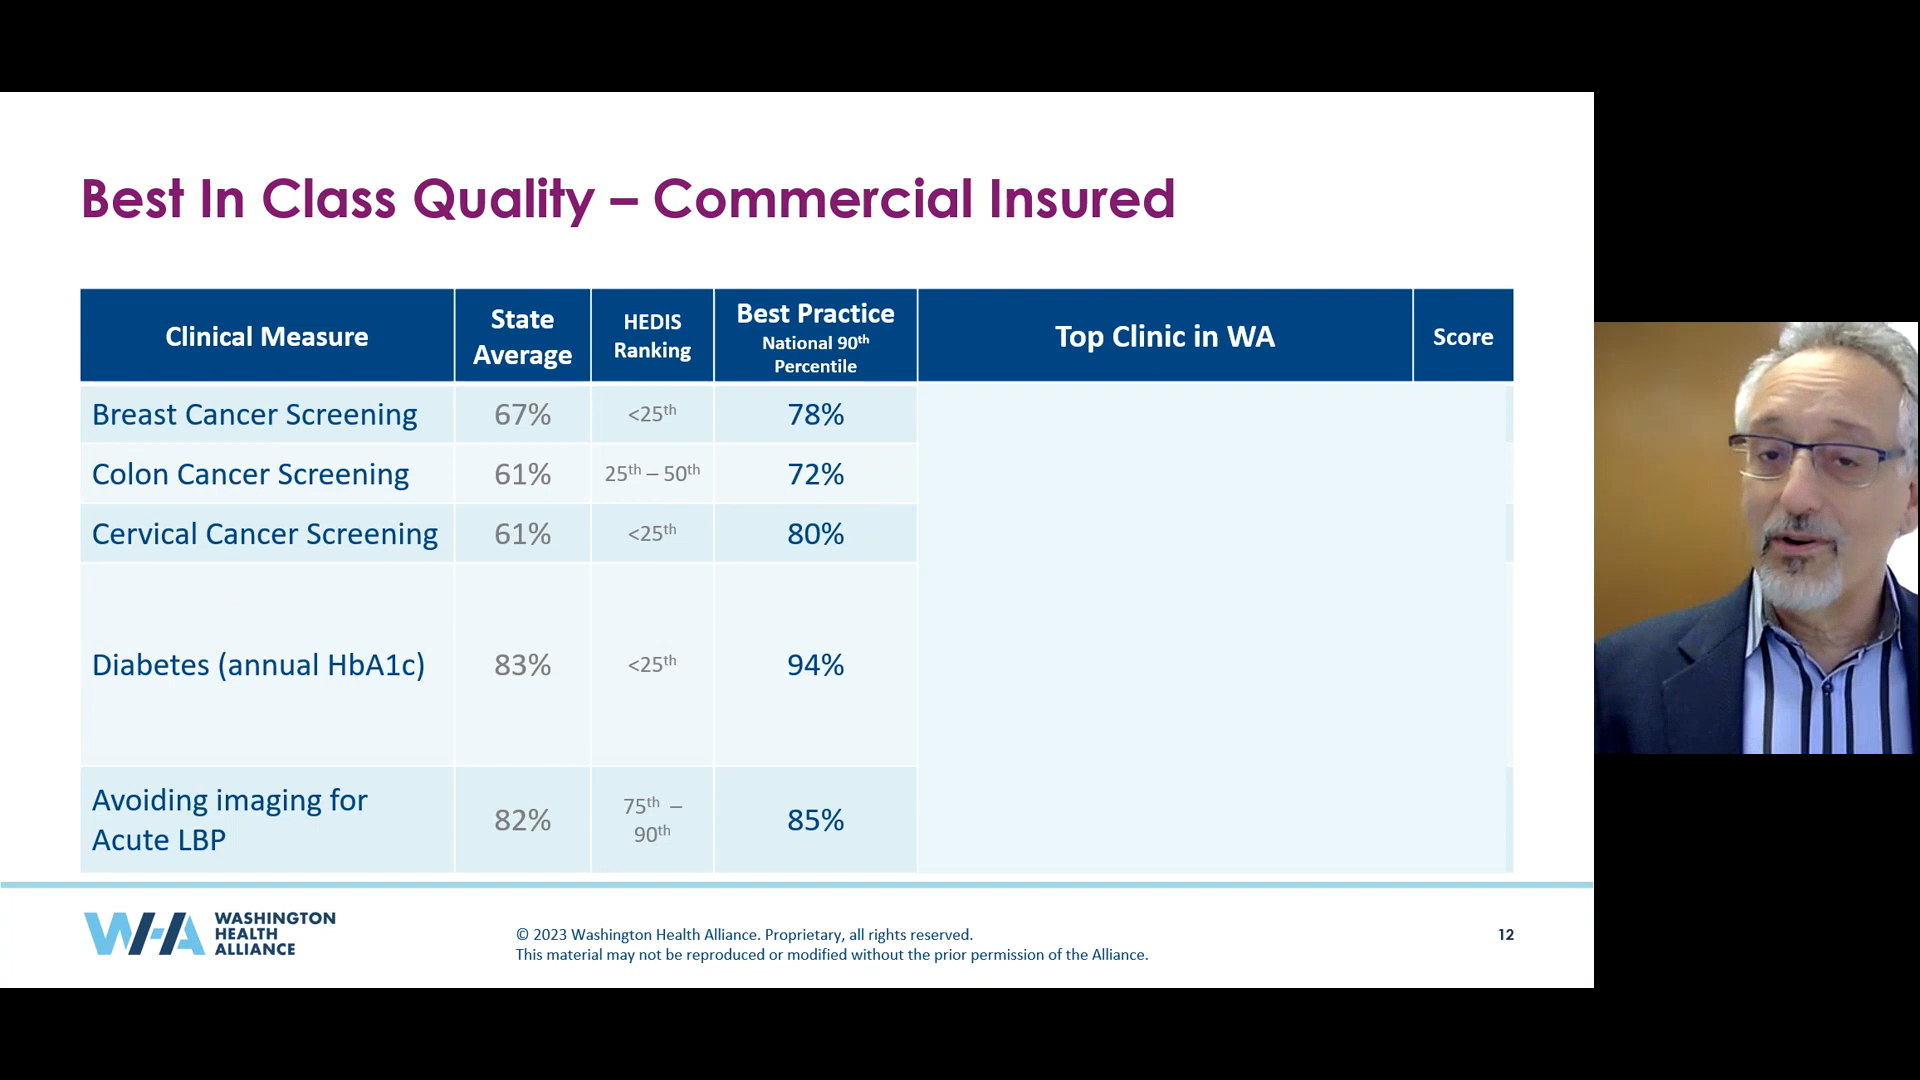 Best In Class Quality – Commercial Insured
Clinical Measure
State
Average
HEDIS
Ranking
Best Practice
National 90th
Percentile
Top Clinic in WA
Score
Breast Cancer Screening
67%
<25th
78%
Colon Cancer Screening
61%
25th – 50th
72%
Cervical Cancer Screening
61%
<25th
80%
Diabetes (annual HbA1c)
83%
<25th
94%
Avoiding imaging for
Acute LBP
82%
75th –
90th
85%
WHA
WASHINGTON
HEALTH
ALLIANCE
© 2023 Washington Health Alliance. Proprietary, all rights reserved.
This material may not be reproduced or modified without the prior permission of the Alliance.
12